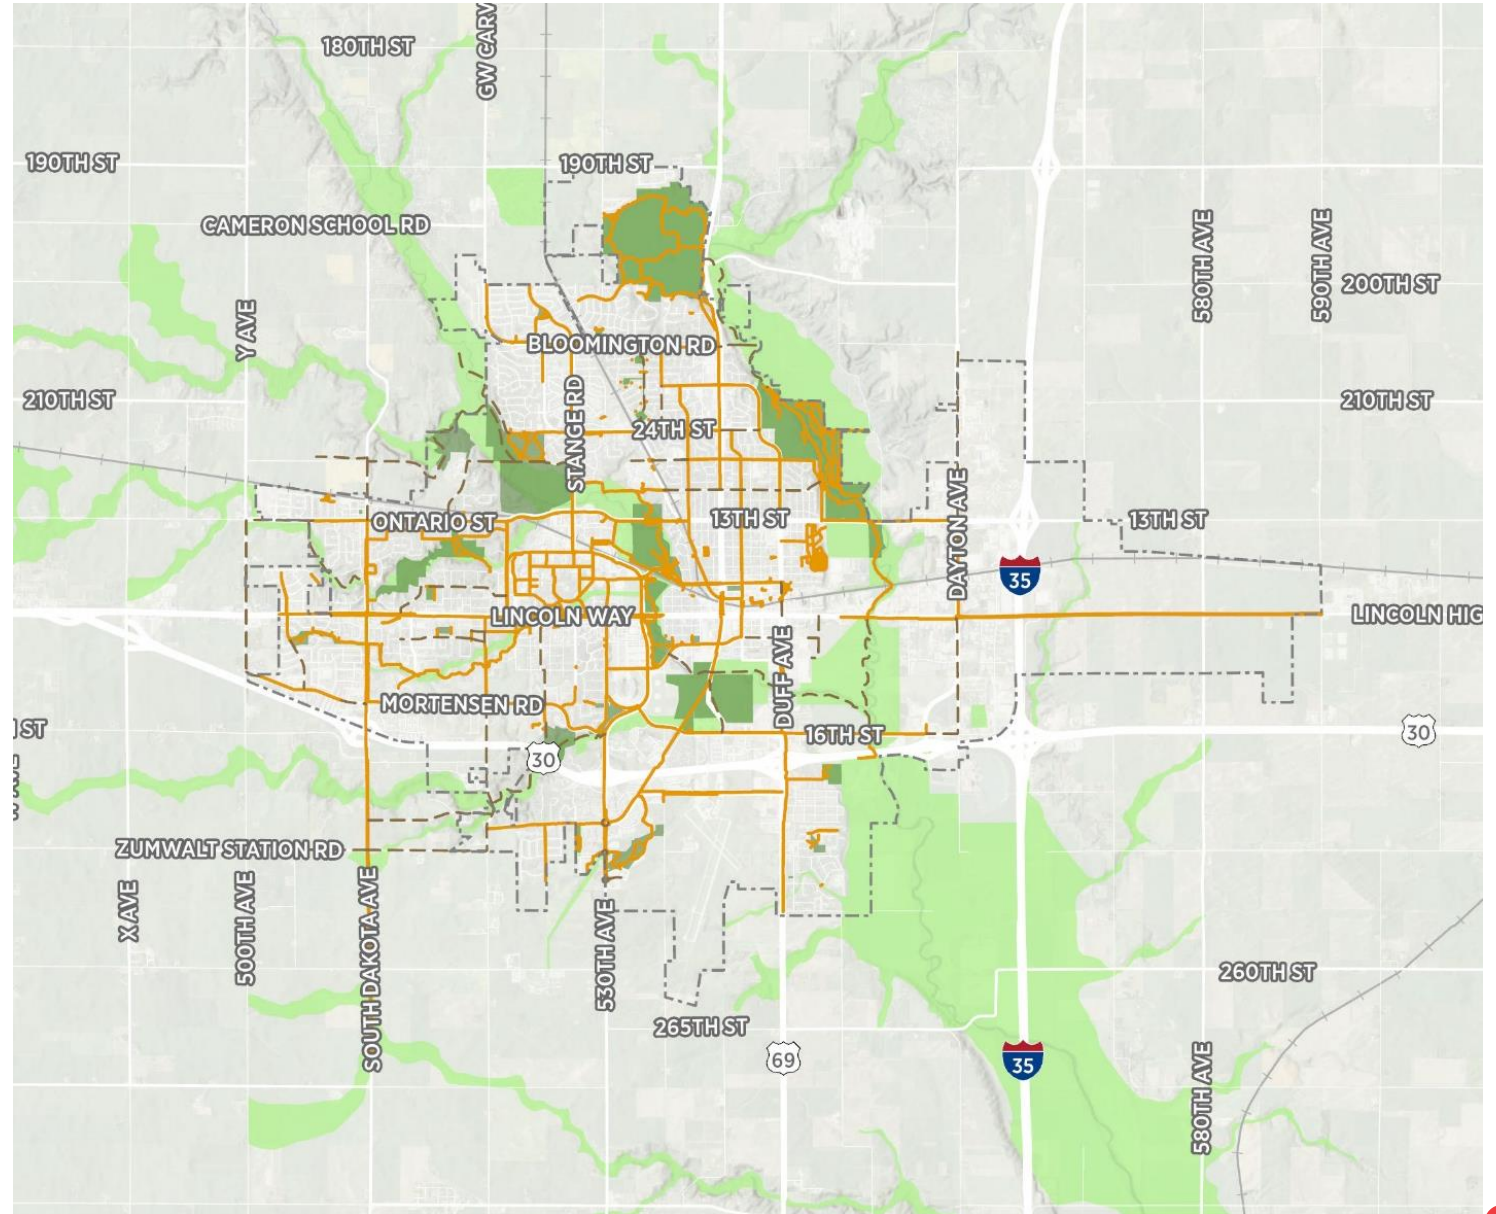 180TH ST
GW CARV
190TH ST
190TH ST
CAMERON SCHOOL RD
580TH AVE
590TH AVE
200TH ST
Y AVE
BLOOMINGTON RD
210TH ST
STANGE RD
24TH ST
210TH ST
DAYTON AVE
ONTARIO ST
13TH ST
13TH ST
35
LINCOLN WAY
LINCOLN HIG
DUFF AVE
MORTENSEN RD
ST
16TH ST
30
30
ZUMWALT STATION RD
X AVE
500TH AVE
SOUTH DAKOTA AVE
530TH AVE
260TH ST
265TH ST
69
35
580TH AVE